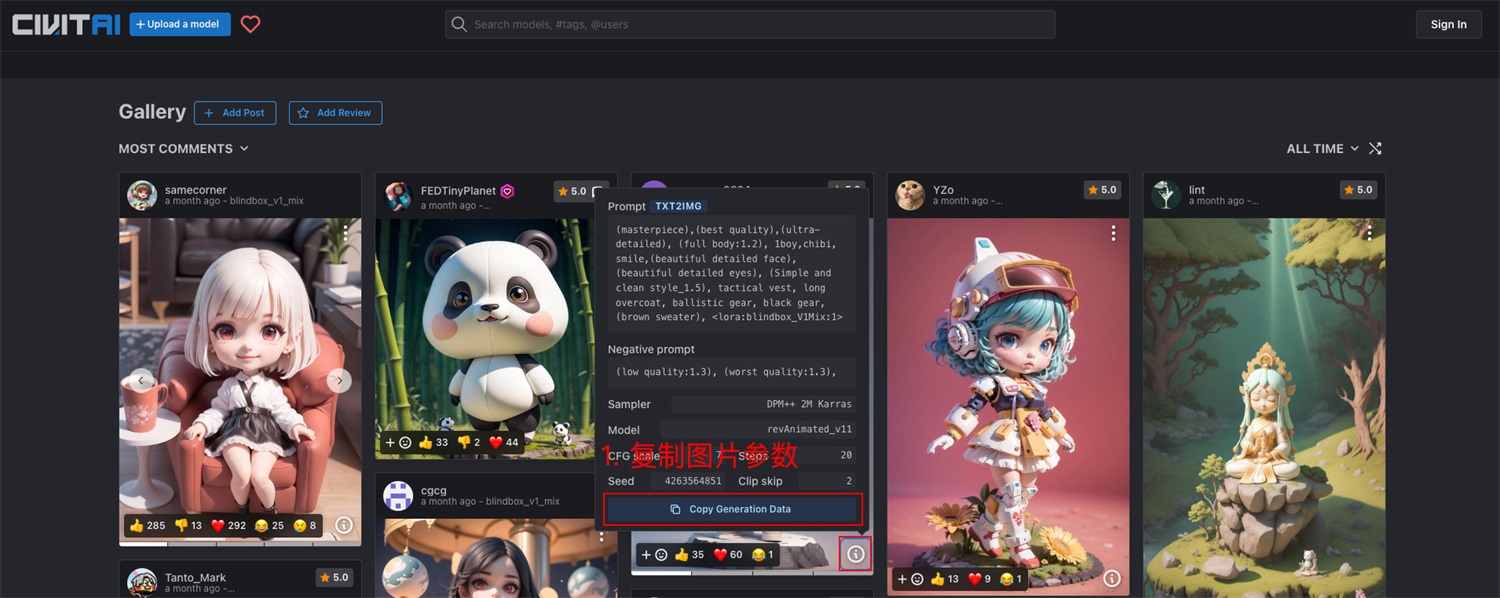 CIVITAI
+ Upload a model
Search models, #tags, @users
Sign In
Gallery
+ Add Post
Add Review
MOST COMMENTS
ALL TIME
samecorner
a month ago - blindbox_v1_mix
285 13 292 25 8
Tanto_Mark
a month ago -...
5.0
FEDTinyPlanet
a month ago -...
5.0
33 2 44
cgcg
a month ago - blindbox_v1_mix
Prompt TXT2IMG
(masterpiece),(best quality),(ultra-
detailed), (full body:1.2), 1boy,chibi,
smile,(beautiful detailed face),
(beautiful detailed eyes), (Simple and
clean style_1.5), tactical vest, long
overcoat, ballistic gear, black gear,
(brown sweater), <lora:blindbox_V1Mix:1>
Negative prompt
(low quality:1.3), (worst quality:1.3),
Sampler DPM++ 2M Karras
Model revAnimated_v11
1. 复制图片参数
CFG scale 7 Steps 20
Seed 4263564851 Clip skip 2
Copy Generation Data
35 60 1
YZo
a month ago -...
5.0
13 9 1
lint
a month ago -...
5.0